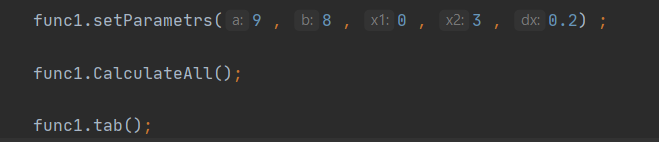 func1.setParametrs( a: 9 , b: 8 , x1: 0 , x2: 3 , dx: 0.2) ;
func1.CalculateAll();
func1.tab();